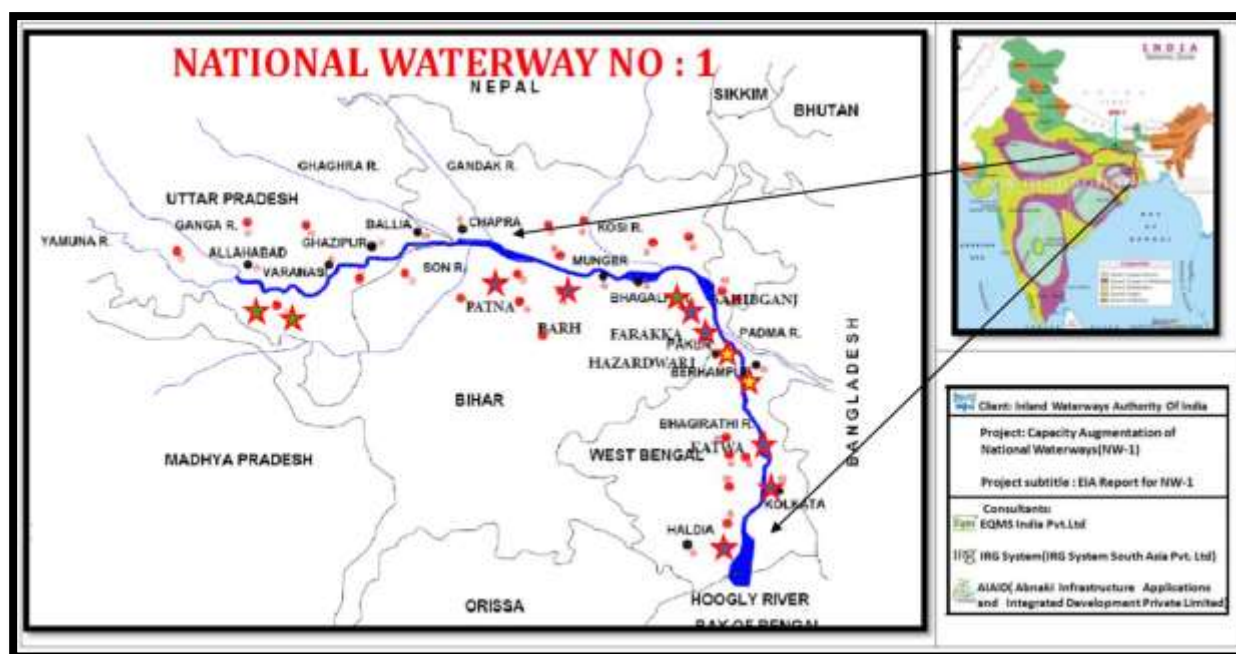 NATIONAL WATERWAY NO : 1
NEPAL
SIKKIM
BHUTAN
GHAGHRA R.
GANDAK R.
UTTAR PRADESH
GANGA R.
BALLIA
CHAPRA
KOSI R.
YAMUNA R.
ALLAHABAD
GHAZIPUR
VARANASI
SON R.
MUNGER
PATNA
BHAGALP
SAHIBGANJ
BARH
FARAKKA
PADMA R.
PAKUR
HAZARDWARI
BERHAMPUR
BANGLADESH
BIHAR
BHAGIRATHI R.
MADHYA PRADESH
WEST BENGAL
KATWA
KOLKATA
HALDIA
ORISSA
HOOGLY RIVER
BAY OF BENGAL
INDIA
Client: Inland Waterways Authority Of India
Project: Capacity Augmentation of
National Waterways(NW-1)
Project subtitle : EIA Report for NW-1
Consultants:
EQMS India Pvt.Ltd
IRG System(IRG System South Asia Pvt. Ltd)
AIAID( Abnaki Infrastructure Applications
and Integrated Development Private Limited)